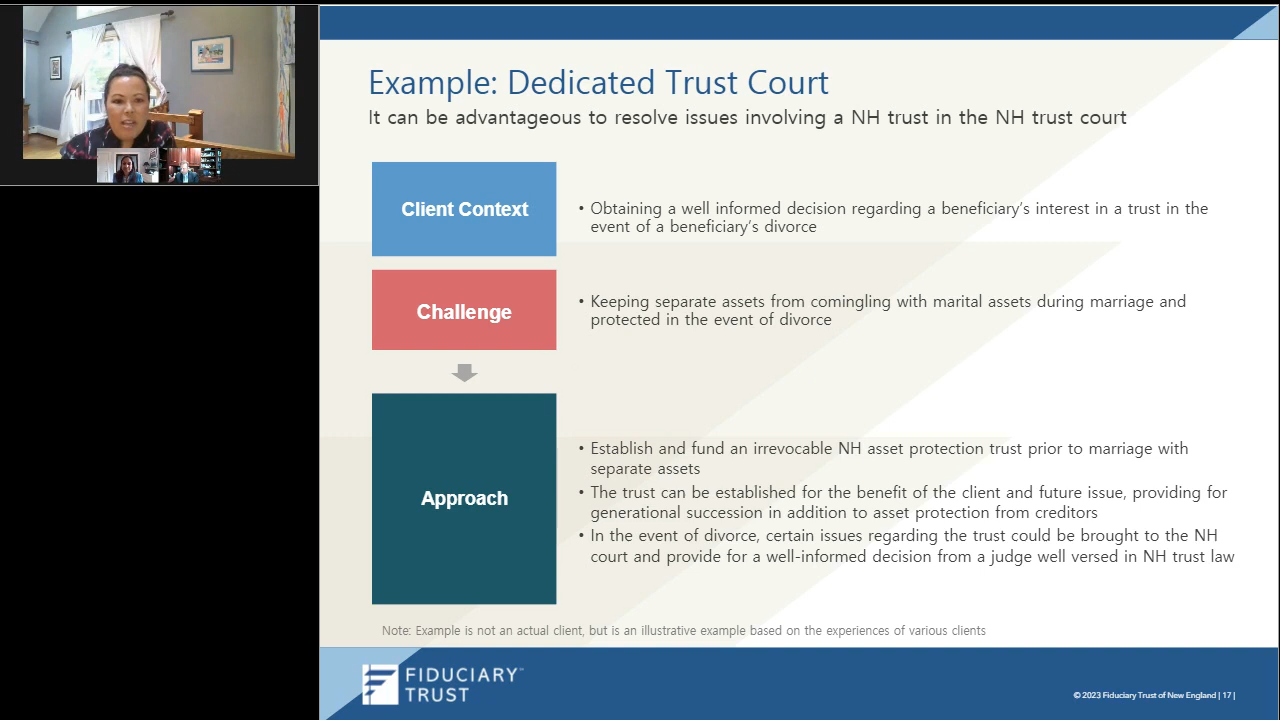 Example: Dedicated Trust Court
It can be advantageous to resolve issues involving a NH trust in the NH trust court
Client Context
• Obtaining a well informed decision regarding a beneficiary's interest in a trust in the
event of a beneficiary's divorce
Challenge
• Keeping separate assets from comingling with marital assets during marriage and
protected in the event of divorce
Approach
• Establish and fund an irrevocable NH asset protection trust prior to marriage with
separate assets
• The trust can be established for the benefit of the client and future issue, providing for
generational succession in addition to asset protection from creditors
• In the event of divorce, certain issues regarding the trust could be brought to the NH
court and provide for a well-informed decision from a judge well versed in NH trust law
Note: Example is not an actual client, but is an illustrative example based on the experiences of various clients
FIDUCIARY™
TRUST
© 2023 Fiduciary Trust of New England | 17 |